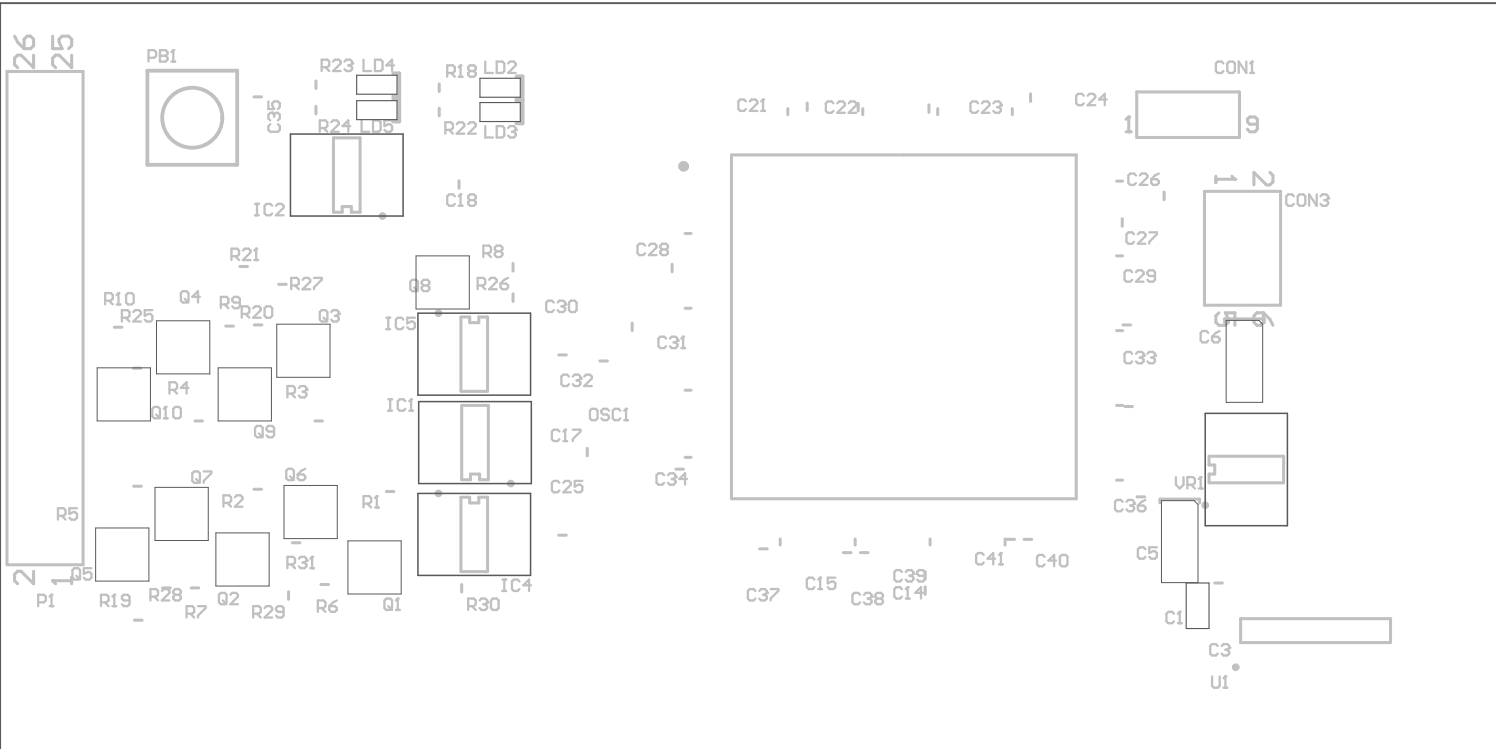 26 25
PB1
R23 LD4
R18 LD2
CON1
C35
C21 C22 C23 C24
R24 LD5
R22 LD3
1 9
C18
IC2
C26
1 2
CON3
R21
R8
C28
C27
R27
Q8
R26
C29
R10
R25
Q4
R9
R20
Q3
IC5
C30
C31
C6
5 6
C33
R4
R3
C32
Q10
IC1
OSC1
Q9
C17
Q7
Q6
C34
VR1
R2
R1
C25
C36
R5
C5
R31
C41 C40
2 1
Q5
P1
R19
R28
R7
Q2
R29
R6
Q1
R30
IC4
C37
C15
C38
C39
C14
C1
C3
U1